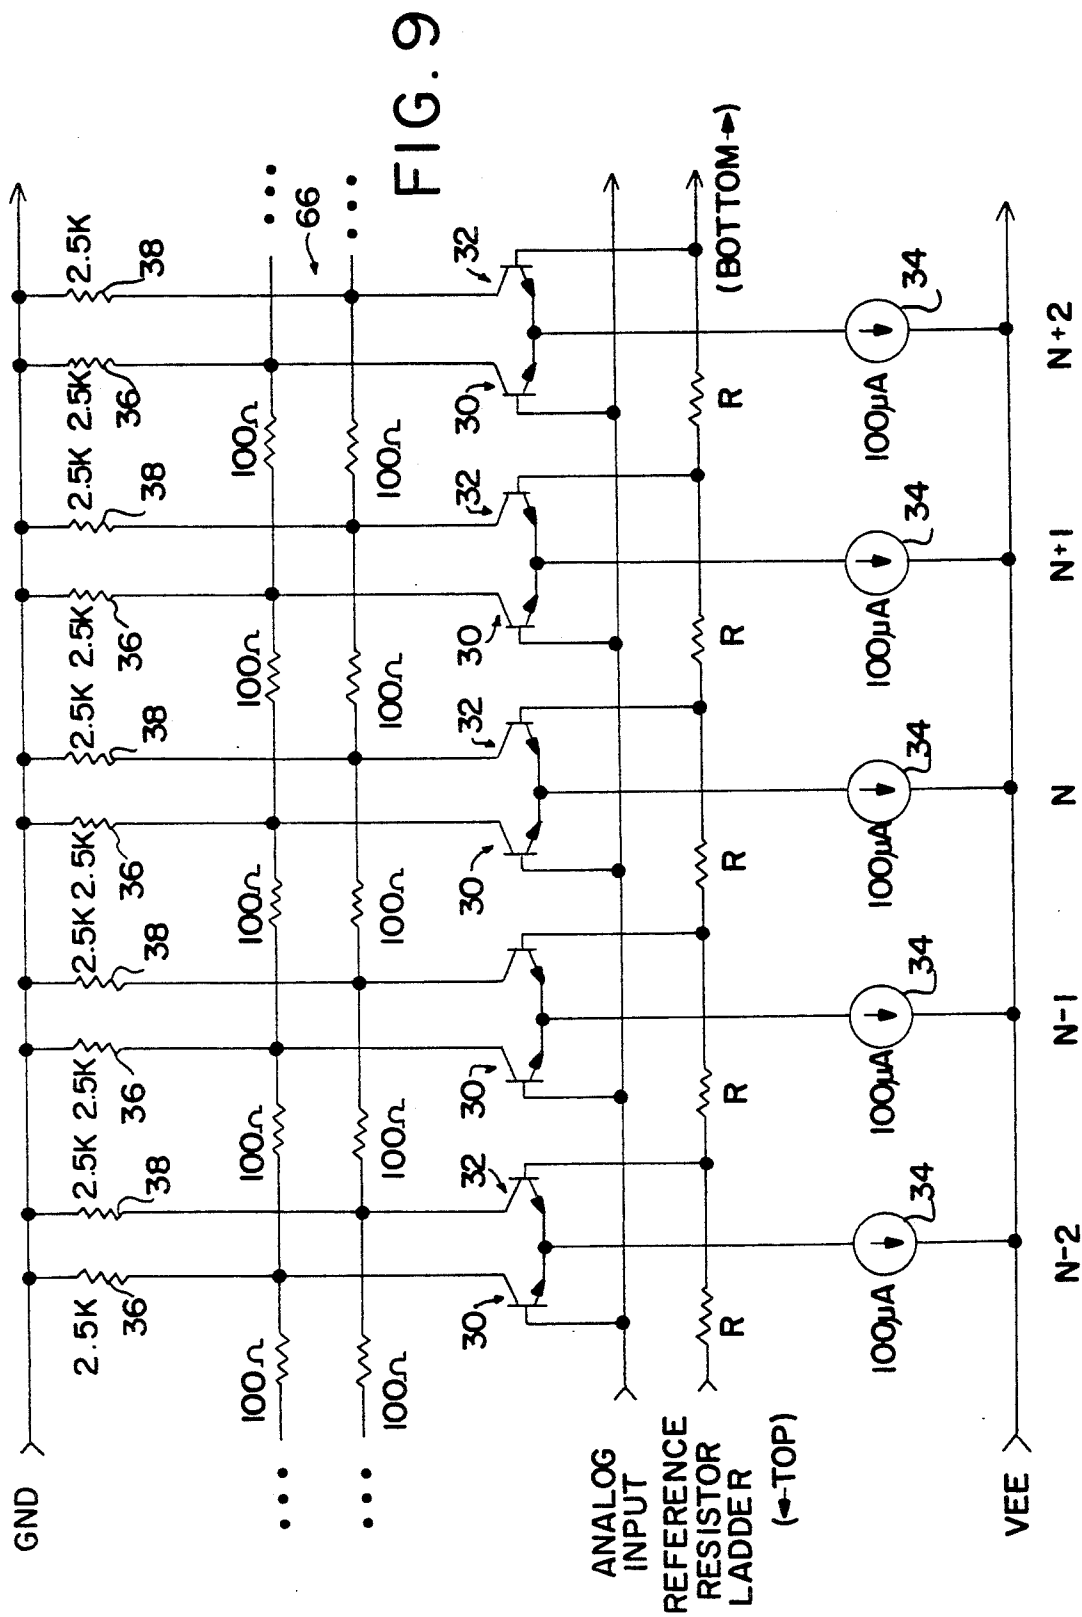 GND
2.5K 2.5K 2.5K 2.5K 2.5K 2.5K 2.5K 2.5K 2.5K 2.5K
36 38 36 38 36 38 36 38 36 38
100Ω 100Ω 100Ω 100Ω 100Ω
66
100Ω 100Ω 100Ω 100Ω 100Ω
FIG. 9
30 32 30 30 32 30 32 30 32
ANALOG
INPUT
REFERENCE
RESISTOR
LADDER
R R R R R
(←TOP)
(BOTTOM→)
100µA 34 100µA 34 100µA 34 100µA 34 100µA 34
VEE
N-2 N-1 N N+1 N+2